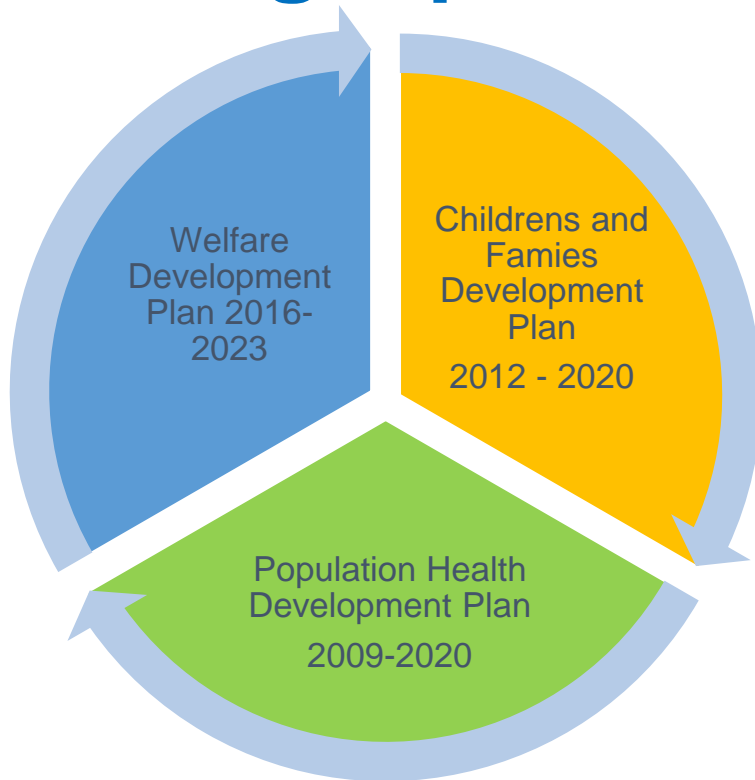 Welfare
Development
Plan 2016-
2023
Childrens and
Famies
Development
Plan
2012 - 2020
Population Health
Development Plan
2009-2020